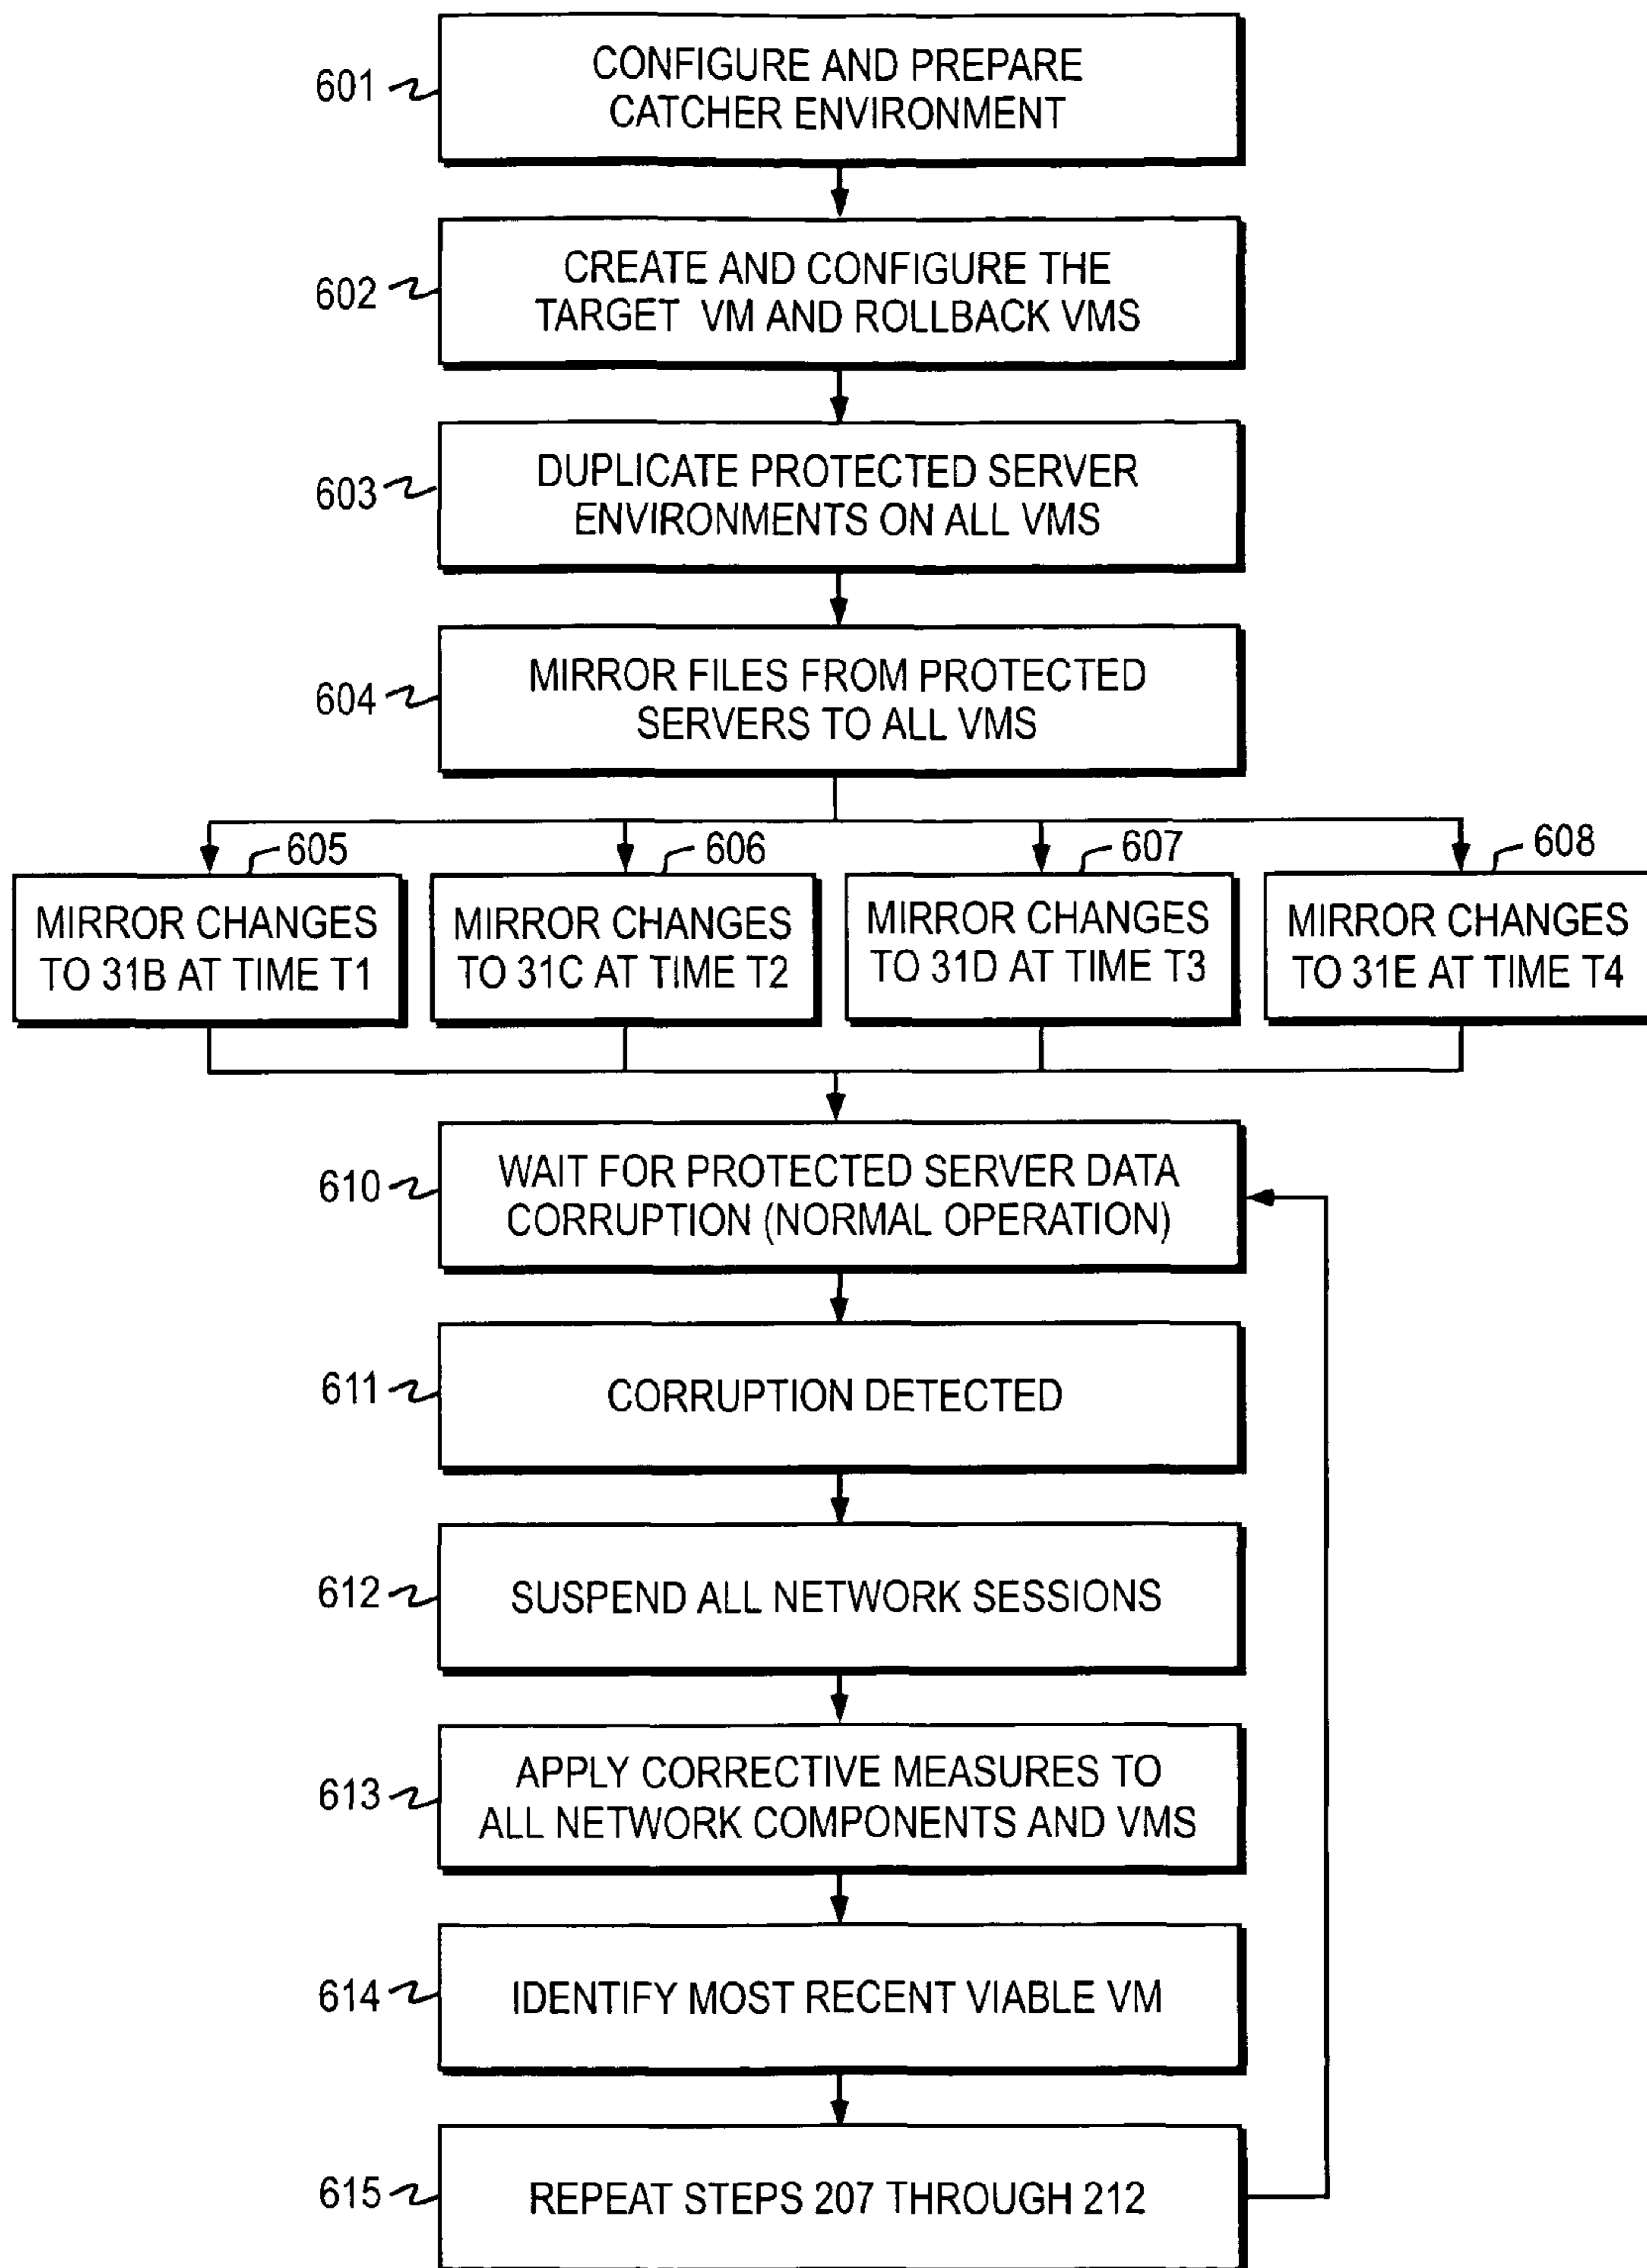 601
CONFIGURE AND PREPARE
CATCHER ENVIRONMENT
602
CREATE AND CONFIGURE THE
TARGET VM AND ROLLBACK VMS
603
DUPLICATE PROTECTED SERVER
ENVIRONMENTS ON ALL VMS
604
MIRROR FILES FROM PROTECTED
SERVERS TO ALL VMS
605
MIRROR CHANGES
TO 31B AT TIME T1
606
MIRROR CHANGES
TO 31C AT TIME T2
607
MIRROR CHANGES
TO 31D AT TIME T3
608
MIRROR CHANGES
TO 31E AT TIME T4
610
WAIT FOR PROTECTED SERVER DATA
CORRUPTION (NORMAL OPERATION)
611
CORRUPTION DETECTED
612
SUSPEND ALL NETWORK SESSIONS
613
APPLY CORRECTIVE MEASURES TO
ALL NETWORK COMPONENTS AND VMS
614
IDENTIFY MOST RECENT VIABLE VM
615
REPEAT STEPS 207 THROUGH 212